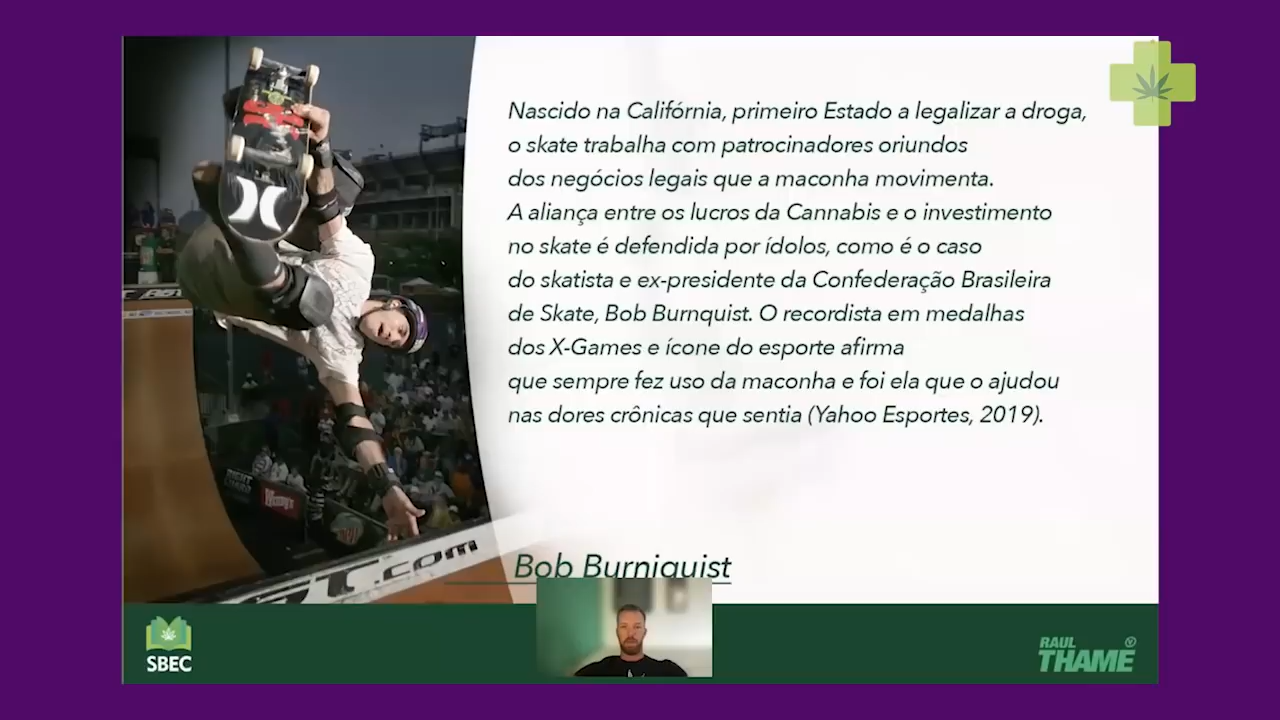 Nascido na Califórnia, primeiro Estado a legalizar a droga,
o skate trabalha com patrocinadores oriundos
dos negócios legais que a maconha movimenta.
A aliança entre os lucros da Cannabis e o investimento
no skate é defendida por ídolos, como é o caso
do skatista e ex-presidente da Confederação Brasileira
de Skate, Bob Burnquist. O recordista em medalhas
dos X-Games e ícone do esporte afirma
que sempre fez uso da maconha e foi ela que o ajudou
nas dores crônicas que sentia (Yahoo Esportes, 2019).
Bob Burniquist
SBEC
RAUL
THAME
.com